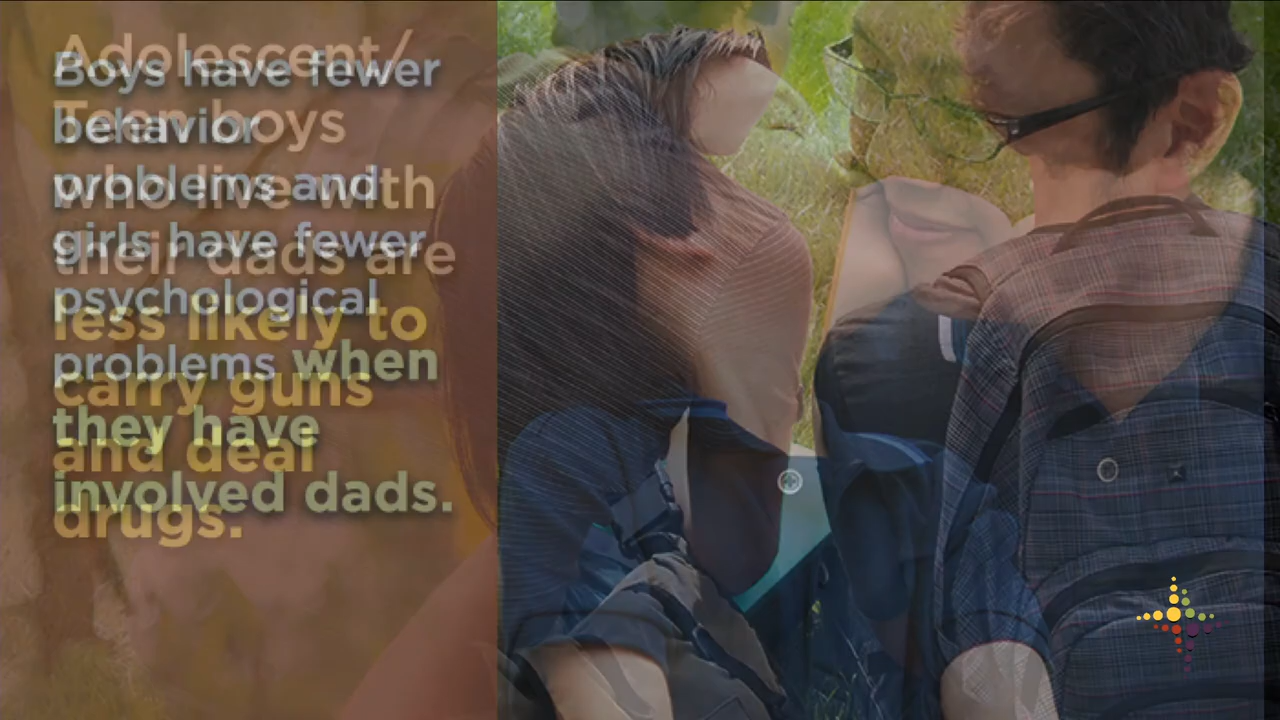 Adolescent/
Teen boys
who live with
their dads are
less likely to
carry guns
and deal
drugs.
Boys have fewer
behavior
problems and
girls have fewer
psychological
problems when
they have
involved dads.